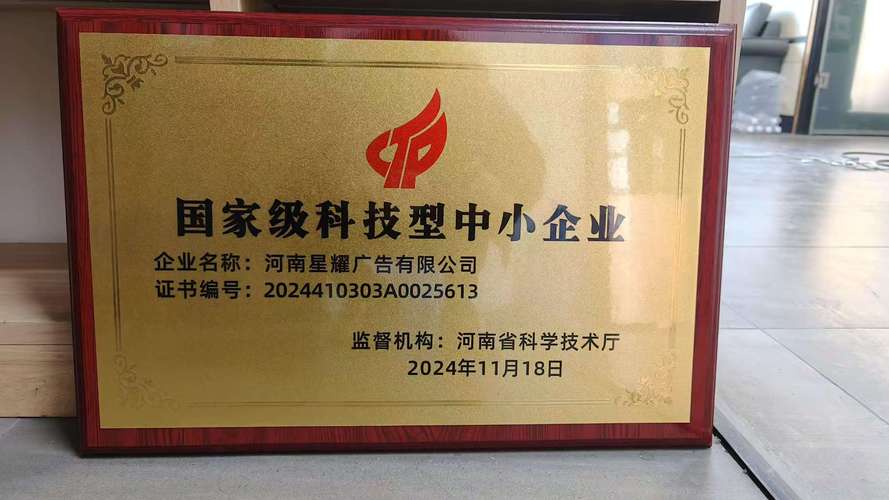 国家级科技型中小企业
企业名称：河南星耀广告有限公司
证书编号：2024410303A0025613
监督机构：河南省科学技术厅
2024年11月18日